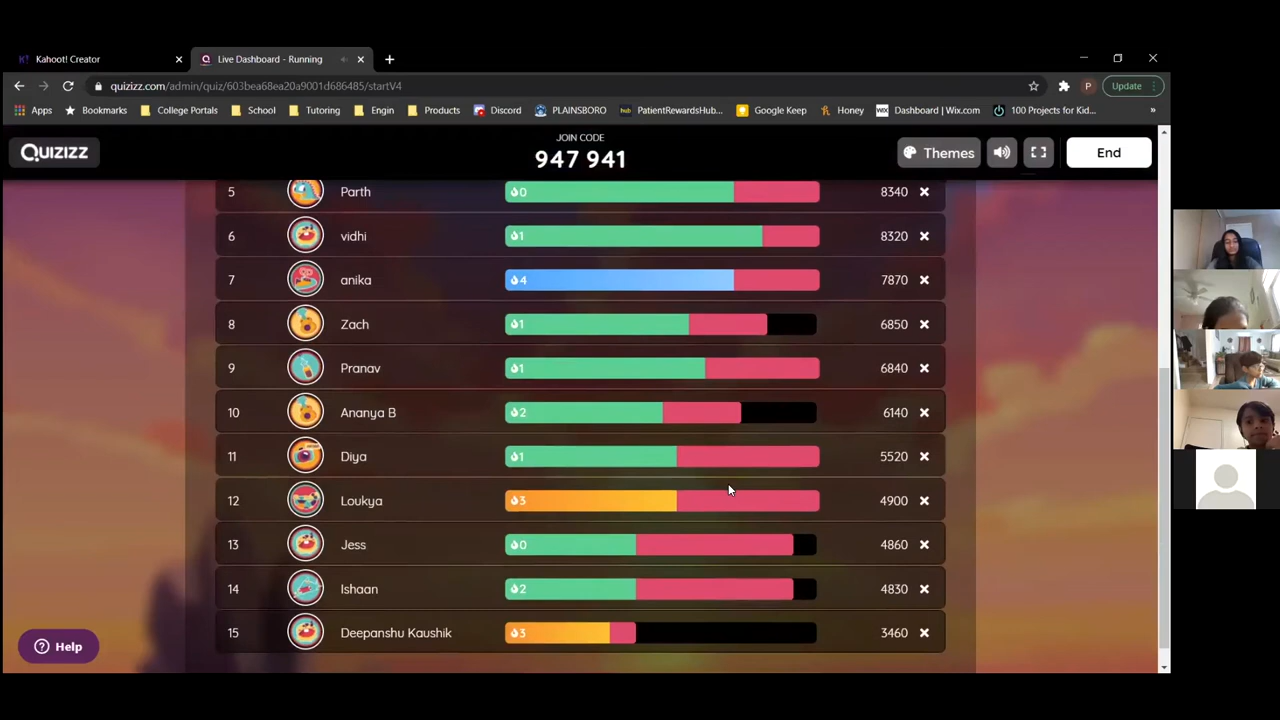 Kahoot! Creator
Live Dashboard - Running
quizizz.com/admin/quiz/603bea68ea20a9001d686485/startV4
P
Update
Apps
Bookmarks
College Portals
School
Tutoring
Engin
Products
Discord
PLAINSBORO
PatientRewardsHub...
Google Keep
Honey
WIX Dashboard | Wix.com
100 Projects for Kid...
»
QUIZIZZ
JOIN CODE
947 941
Themes
End
5 Parth 0 8340
6 vidhi 1 8320
7 anika 4 7870
8 Zach 1 6850
9 Pranav 1 6840
10 Ananya B 2 6140
11 Diya 1 5520
12 Loukya 3 4900
13 Jess 0 4860
14 Ishaan 2 4830
15 Deepanshu Kaushik 3 3460
Help